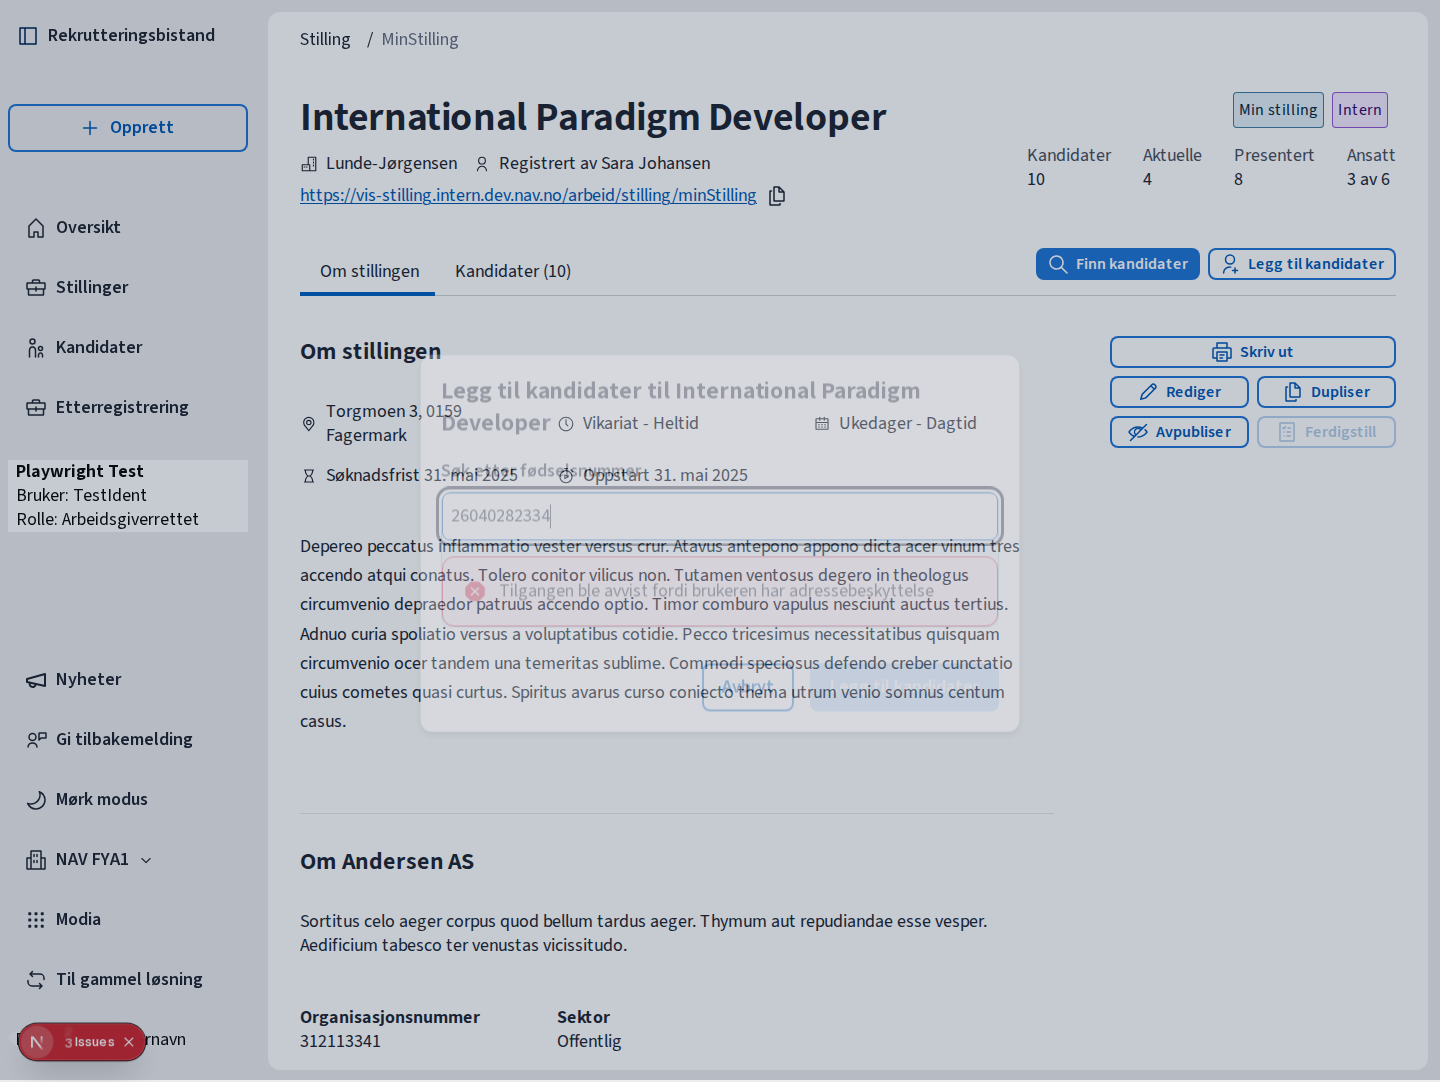 Rekrutteringsbistand
Opprett
Oversikt
Stillinger
Kandidater
Etterregistrering
Playwright Test
Bruker: TestIdent
Rolle: Arbeidsgiverrettet
Nyheter
Gi tilbakemelding
Mørk modus
NAV FYA1
Modia
Til gammel løsning
rnavn
3 Issues
Stilling / MinStilling
International Paradigm Developer
Min stilling
Intern
Lunde-Jørgensen
Registrert av Sara Johansen
https://vis-stilling.intern.dev.nav.no/arbeid/stilling/minStilling
Kandidater Aktuelle Presentert Ansatt
10 4 8 3 av 6
Om stillingen
Kandidater (10)
Finn kandidater
Legg til kandidater
Om stillingen
Torgmoen 3, 0159
Fagermark
Vikariat - Heltid
Ukedager - Dagtid
Søknadsfrist 31. mai 2025
Oppstart 31. mai 2025
Skriv ut
Rediger
Dupliser
Avpubliser
Ferdigstill
Legg til kandidater til International Paradigm
Developer
Søk etter fødselsnummer
26040282334
Tilgangen ble avvist fordi brukeren har adressebeskyttelse
Avbryt
Legg til kandidater
Depereo peccatus inflammatio vester versus crur. Atavus antepono appono dicta acer vinum tres
accendo atqui conatus. Tolero conitor vilicus non. Tutamen ventosus degero in theologus
circumvenio depraedor patruus accendo optio. Timor comburo vapulus nesciunt auctus tertius.
Adnuo curia spoliatio versus a voluptatibus cotidie. Pecco tricesimus necessitatibus quisquam
circumvenio ocer tandem una temeritas sublime. Commodi speciosus defendo creber cunctatio
cuius cometes quasi curtus. Spiritus avarus curso coniecto thema utrum venio somnus centum
casus.
Om Andersen AS
Sortitus celo aeger corpus quod bellum tardus aeger. Thymum aut repudiandae esse vesper.
Aedificium tabesco ter venustas vicissitudo.
Organisasjonsnummer
312113341
Sektor
Offentlig